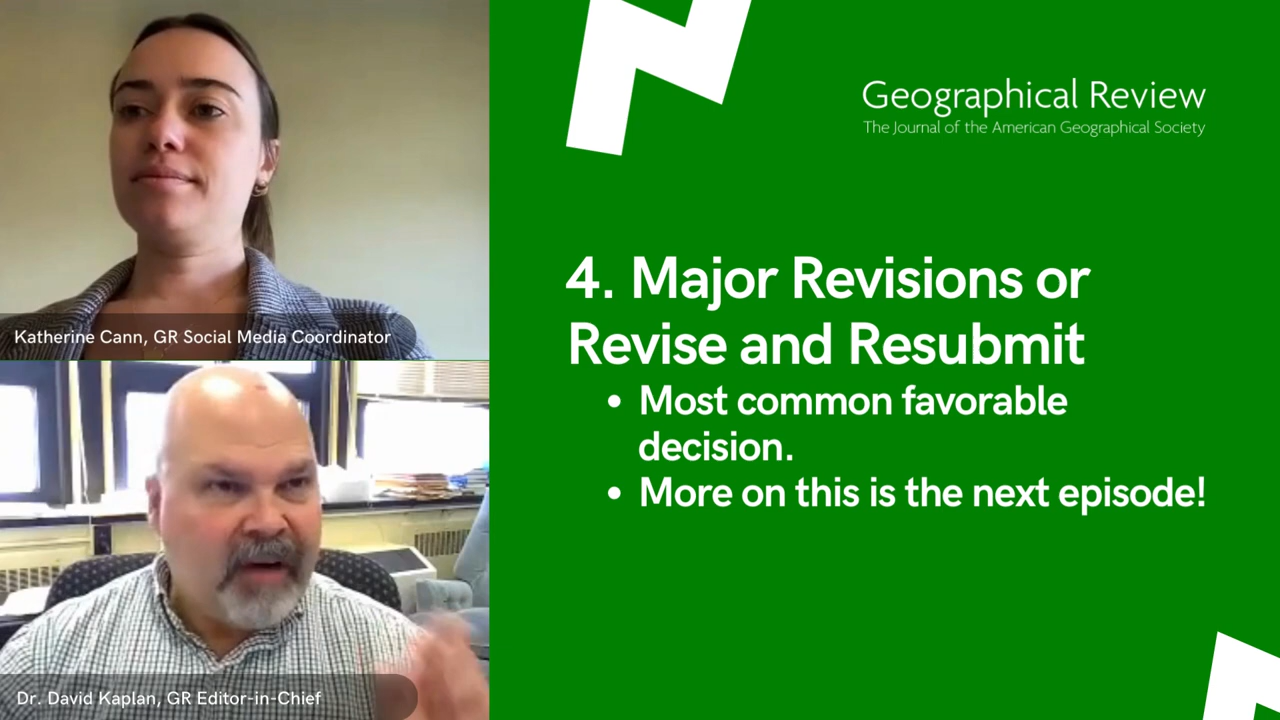 Geographical Review
The Journal of the American Geographical Society
4. Major Revisions or
Revise and Resubmit
• Most common favorable
decision.
• More on this is the next episode!
Katherine Cann, GR Social Media Coordinator
Dr. David Kaplan, GR Editor-in-Chief